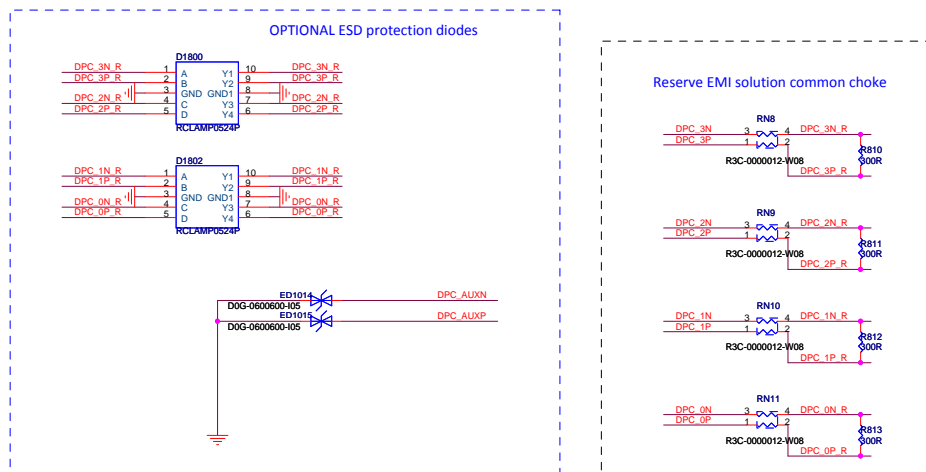 OPTIONAL ESD protection diodes
D1800
DPC_3N_R 1 A Y1 10 DPC_3N_R
DPC_3P_R 2 B Y2 9 DPC_3P_R
3 GND GND1 8
DPC_2N_R 4 C Y3 7 DPC_2N_R
DPC_2P_R 5 D Y4 6 DPC_2P_R
RCLAMP0524P
D1802
DPC_1N_R 1 A Y1 10 DPC_1N_R
DPC_1P_R 2 B Y2 9 DPC_1P_R
3 GND GND1 8
DPC_0N_R 4 C Y3 7 DPC_0N_R
DPC_0P_R 5 D Y4 6 DPC_0P_R
RCLAMP0524P
ED1014 DPC_AUXN
D0G-0600600-I05
ED1015 DPC_AUXP
D0G-0600600-I05
Reserve EMI solution common choke
RN8
DPC_3N 3 4 DPC_3N_R
DPC_3P 1 2
R810
R3C-0000012-W08 300R
DPC_3P_R
RN9
DPC_2N 3 4 DPC_2N_R
DPC_2P 1 2
R811
R3C-0000012-W08 300R
DPC_2P_R
RN10
DPC_1N 3 4 DPC_1N_R
DPC_1P 1 2
R812
R3C-0000012-W08 300R
DPC_1P_R
RN11
DPC_0N 3 4 DPC_0N_R
DPC_0P 1 2
R813
R3C-0000012-W08 300R
DPC_0P_R